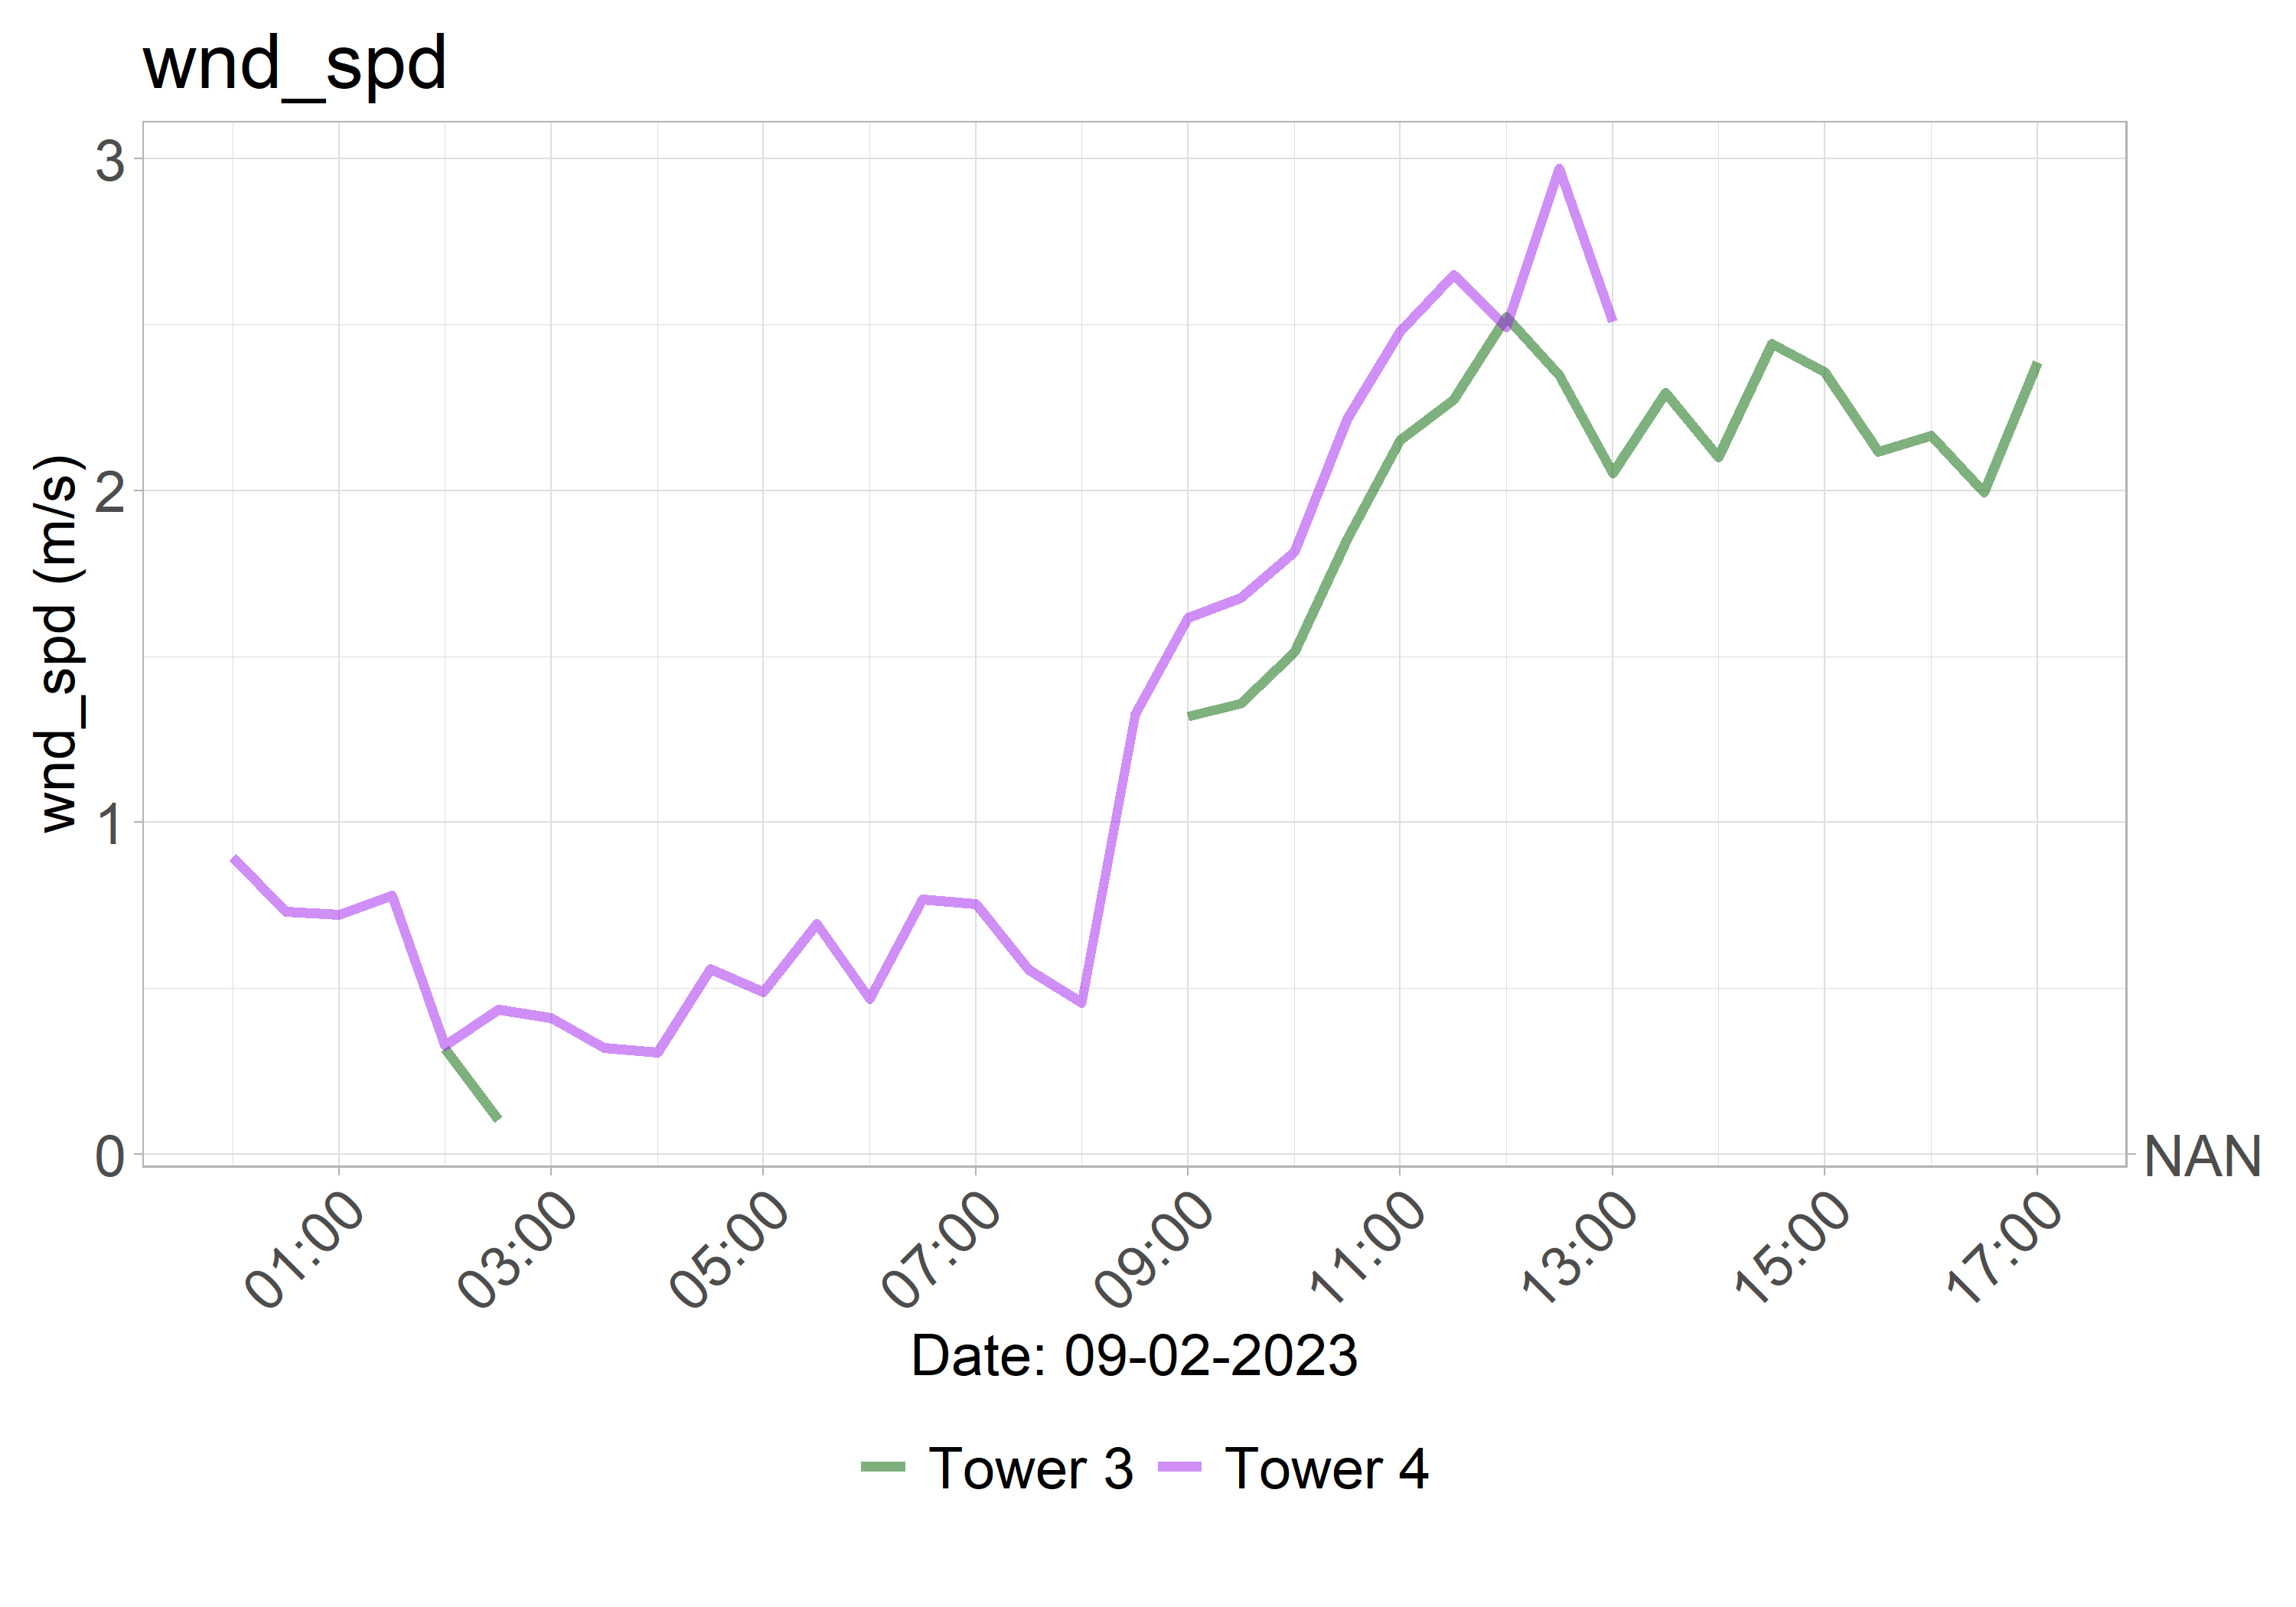 wnd_spd
wnd_spd (m/s)
3
2
1
0
NAN
01:00 03:00 05:00 07:00 09:00 11:00 13:00 15:00 17:00
Date: 09-02-2023
Tower 3 Tower 4